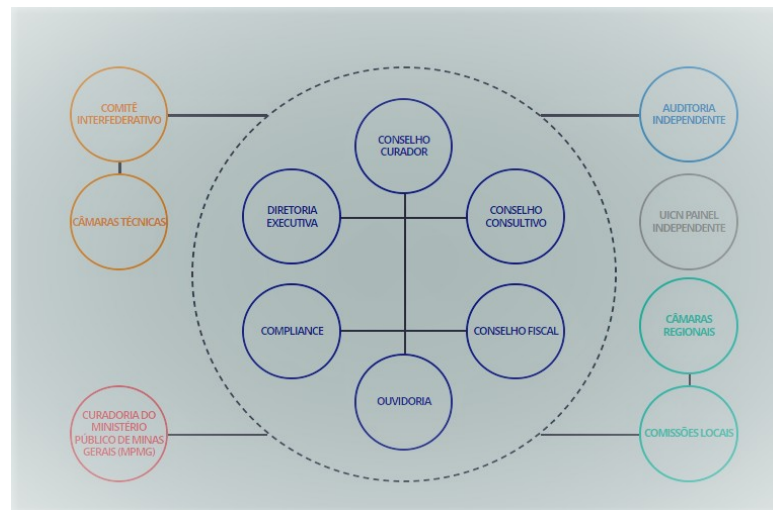 COMITÊ
INTERFEDERATIVO
CÂMARAS TÉCNICAS
CURADORIA DO
MINISTÉRIO
PÚBLICO DE MINAS
GERAIS (MPMG)
CONSELHO
CURADOR
DIRETORIA
EXECUTIVA
CONSELHO
CONSULTIVO
COMPLIANCE
CONSELHO FISCAL
OUVIDORIA
AUDITORIA
INDEPENDENTE
UICN PAINEL
INDEPENDENTE
CÂMARAS
REGIONAIS
COMISSÕES LOCAIS